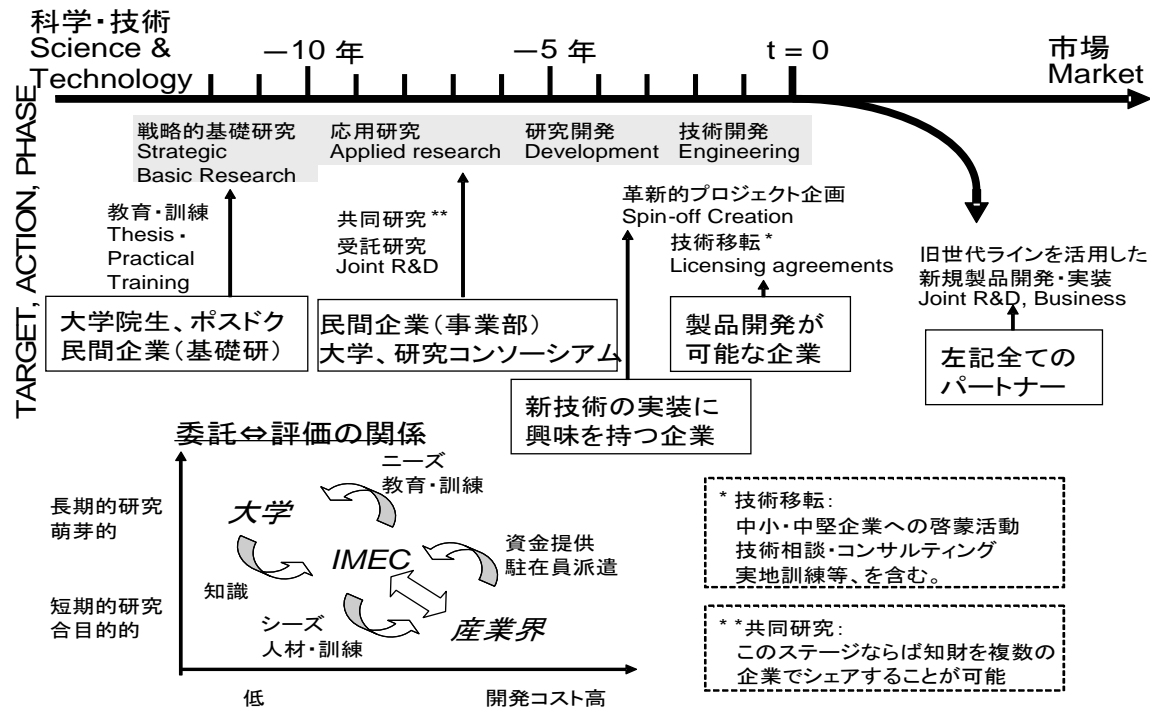 科学・技術
Science &
Technology
－10 年
－5 年
t = 0
市場
Market
TARGET, ACTION, PHASE
戦略的基礎研究
Strategic
Basic Research
応用研究
Applied research
研究開発
Development
技術開発
Engineering
教育・訓練
Thesis・
Practical
Training
共同研究 **
受託研究
Joint R&D
革新的プロジェクト企画
Spin-off Creation
技術移転 *
Licensing agreements
旧世代ラインを活用した
新規製品開発・実装
Joint R&D, Business
大学院生、ポスドク
民間企業（基礎研）
民間企業（事業部）
大学、研究コンソーシアム
製品開発が
可能な企業
左記全ての
パートナー
新技術の実装に
興味を持つ企業
委託⇔評価の関係
ニーズ
教育・訓練
長期的研究
萌芽的
大学
IMEC
資金提供
駐在員派遣
知識
短期的研究
合目的的
シーズ
人材・訓練
産業界
低
開発コスト高
* 技術移転：
中小・中堅企業への啓蒙活動
技術相談・コンサルティング
実地訓練等、を含む。
* *共同研究：
このステージならば知財を複数の
企業でシェアすることが可能